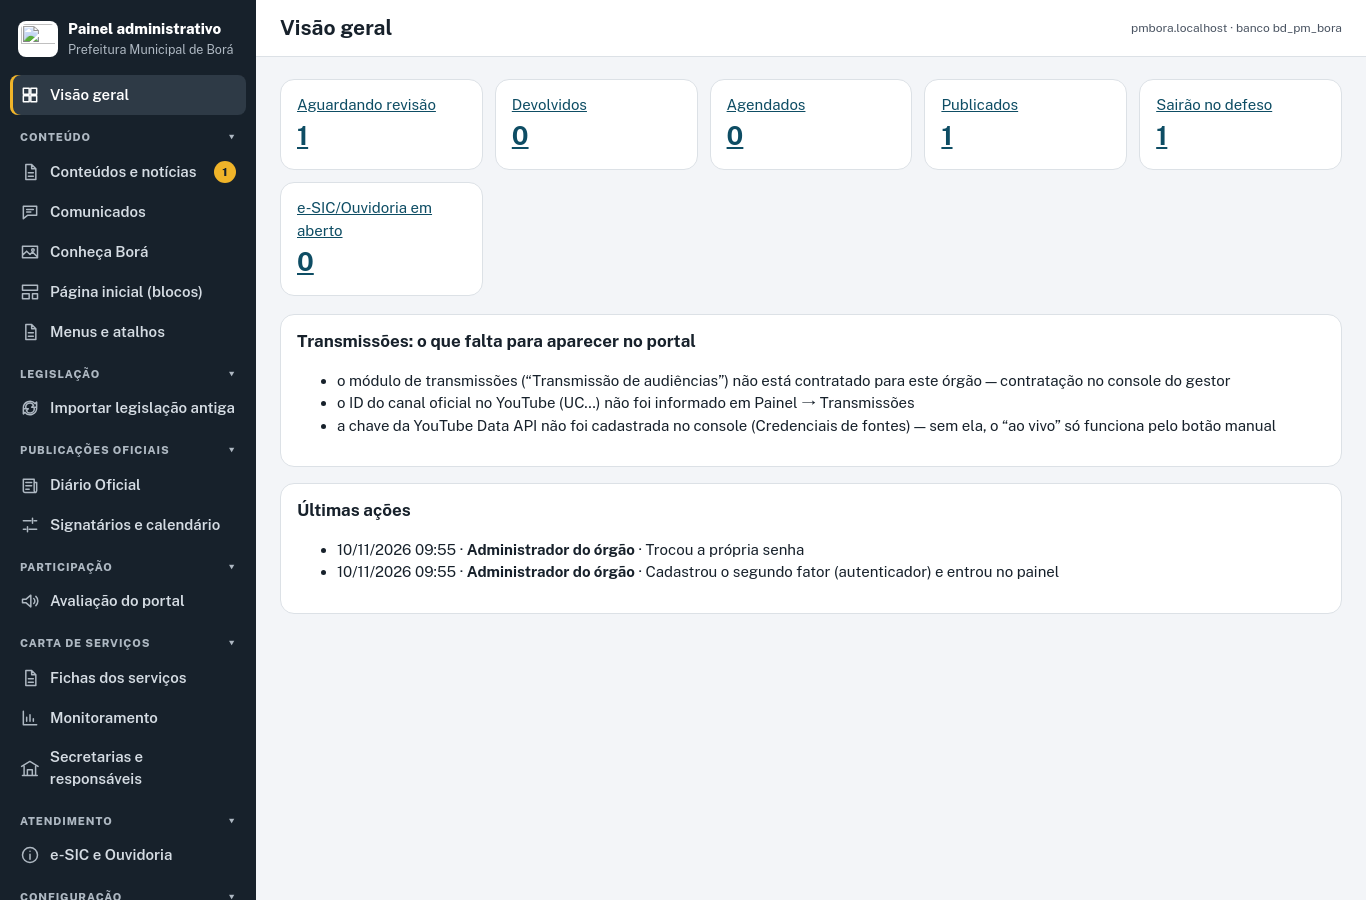 Painel administrativo
Prefeitura Municipal de Borá
Visão geral
CONTEÚDO
Conteúdos e notícias 1
Comunicados
Conheça Borá
Página inicial (blocos)
Menus e atalhos
LEGISLAÇÃO
Importar legislação antiga
PUBLICAÇÕES OFICIAIS
Diário Oficial
Signatários e calendário
PARTICIPAÇÃO
Avaliação do portal
CARTA DE SERVIÇOS
Fichas dos serviços
Monitoramento
Secretarias e
responsáveis
ATENDIMENTO
e-SIC e Ouvidoria
CONFIGURAÇÃO
Visão geral
pmbora.localhost · banco bd_pm_bora
Aguardando revisão
1
Devolvidos
0
Agendados
0
Publicados
1
Sairão no defeso
1
e-SIC/Ouvidoria em
aberto
0
Transmissões: o que falta para aparecer no portal
• o módulo de transmissões (“Transmissão de audiências”) não está contratado para este órgão — contratação no console do gestor
• o ID do canal oficial no YouTube (UC…) não foi informado em Painel → Transmissões
• a chave da YouTube Data API não foi cadastrada no console (Credenciais de fontes) — sem ela, o “ao vivo” só funciona pelo botão manual
Últimas ações
• 10/11/2026 09:55 · Administrador do órgão · Trocou a própria senha
• 10/11/2026 09:55 · Administrador do órgão · Cadastrou o segundo fator (autenticador) e entrou no painel